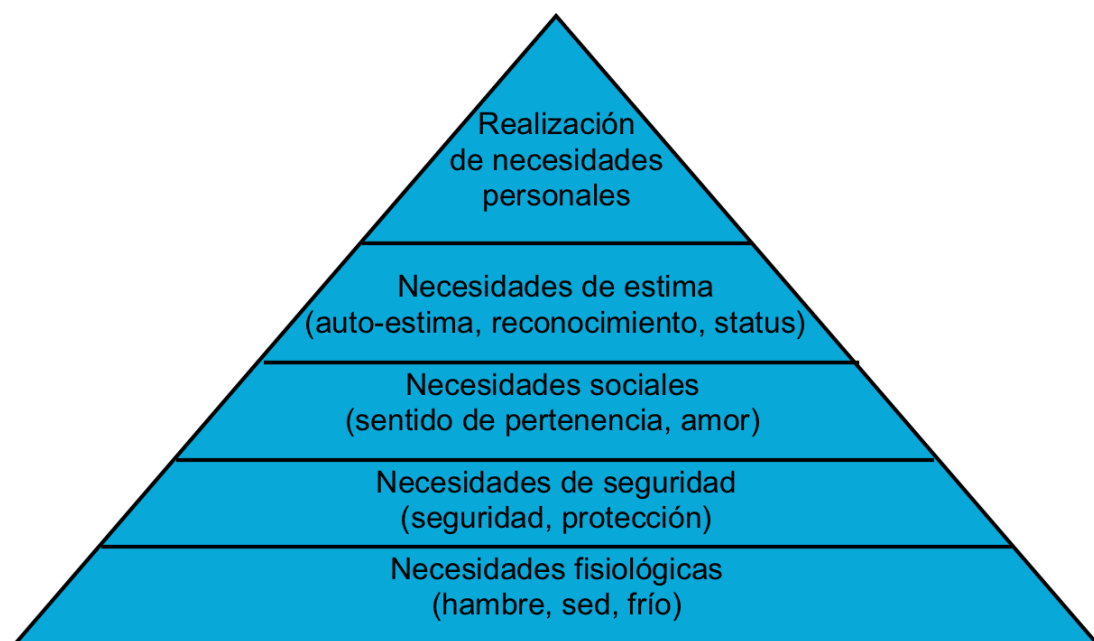 Realización
de necesidades
personales
Necesidades de estima
(auto-estima, reconocimiento, status)
Necesidades sociales
(sentido de pertenencia, amor)
Necesidades de seguridad
(seguridad, protección)
Necesidades fisiológicas
(hambre, sed, frío)